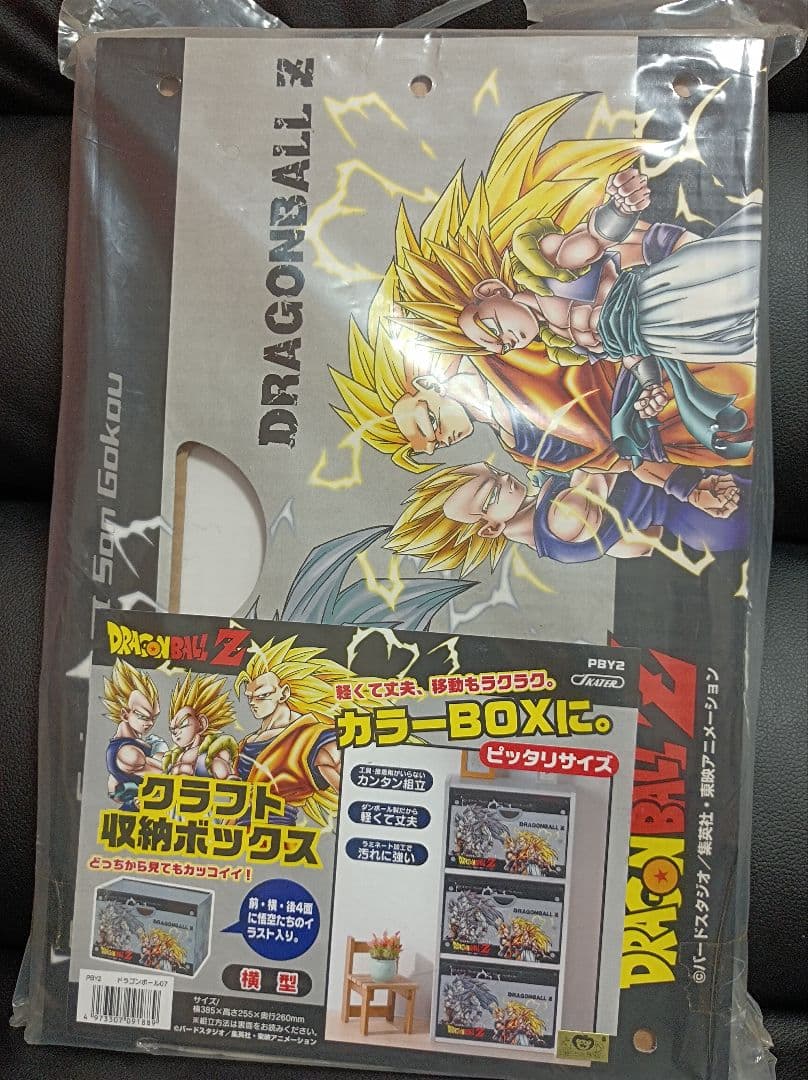 DRAGONBALL Z
Son Gokou
DRAGONBALL Z
©バードスタジオ/集英社・東映アニメーション
DRAGON BALL Z
PBY2
SKATER
軽くて丈夫、移動もラクラク。
カラーBOXに。
ピッタリサイズ
クラフト
収納ボックス
どっちから見てもカッコイイ!
工具・接着剤がいらない
カンタン組立
ダンボール製だから
軽くて丈夫
ラミネート加工で
汚れに強い
前・横・後4面
に悟空たちのイ
ラスト入り。
横 型
DRAGONBALL Z
DRAGONBALL Z
DRAGONBALL Z
DRAGONBALL Z
PBY2 ドラゴンボール07
4 973307 091889
サイズ/
横385×高さ255×奥行260mm
※組立方法は裏面をお読みください。
©バードスタジオ/集英社・東映アニメーション